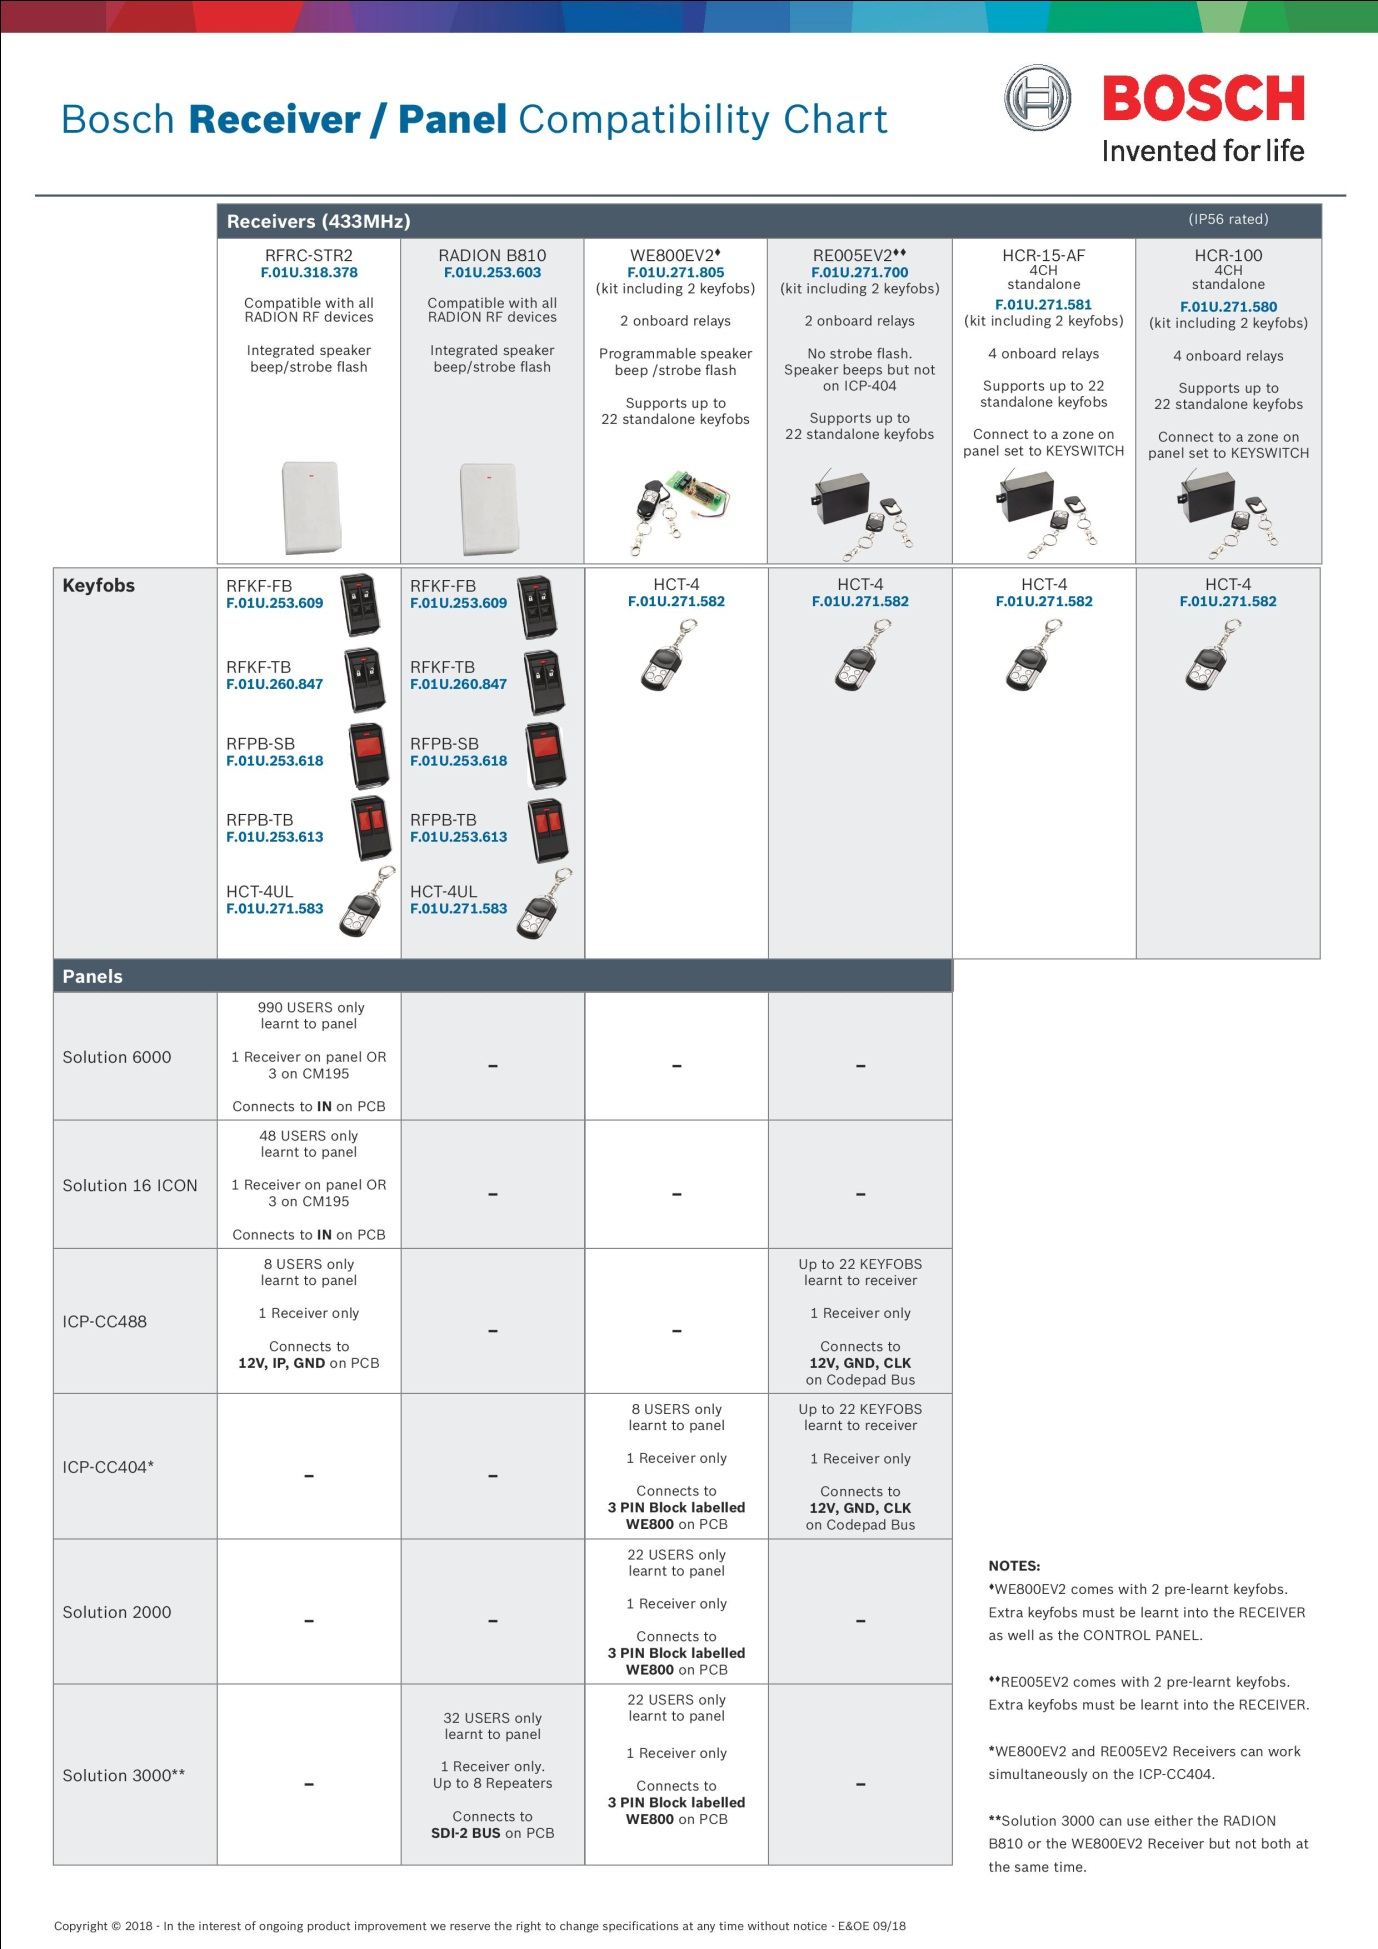 Bosch Receiver / Panel Compatibility Chart
BOSCH
Invented for life
Receivers (433MHz)
(IP56 rated)
RFRC-STR2
F.01U.318.378
Compatible with all
RADION RF devices
Integrated speaker
beep/strobe flash
RADION B810
F.01U.253.603
Compatible with all
RADION RF devices
Integrated speaker
beep/strobe flash
WE800EV2♦
F.01U.271.805
(kit including 2 keyfobs)
2 onboard relays
Programmable speaker
beep /strobe flash
Supports up to
22 standalone keyfobs
RE005EV2♦♦
F.01U.271.700
(kit including 2 keyfobs)
2 onboard relays
No strobe flash.
Speaker beeps but not
on ICP-404
Supports up to
22 standalone keyfobs
HCR-15-AF
4CH
standalone
F.01U.271.581
(kit including 2 keyfobs)
4 onboard relays
Supports up to 22
standalone keyfobs
Connect to a zone on
panel set to KEYSWITCH
HCR-100
4CH
standalone
F.01U.271.580
(kit including 2 keyfobs)
4 onboard relays
Supports up to
22 standalone keyfobs
Connect to a zone on
panel set to KEYSWITCH
Keyfobs
RFKF-FB
F.01U.253.609
RFKF-TB
F.01U.260.847
RFPB-SB
F.01U.253.618
RFPB-TB
F.01U.253.613
HCT-4UL
F.01U.271.583
RFKF-FB
F.01U.253.609
RFKF-TB
F.01U.260.847
RFPB-SB
F.01U.253.618
RFPB-TB
F.01U.253.613
HCT-4UL
F.01U.271.583
HCT-4
F.01U.271.582
HCT-4
F.01U.271.582
HCT-4
F.01U.271.582
HCT-4
F.01U.271.582
Panels
Solution 6000
990 USERS only
learnt to panel
1 Receiver on panel OR
3 on CM195
Connects to IN on PCB
–
–
–
Solution 16 ICON
48 USERS only
learnt to panel
1 Receiver on panel OR
3 on CM195
Connects to IN on PCB
–
–
–
ICP-CC488
8 USERS only
learnt to panel
1 Receiver only
Connects to
12V, IP, GND on PCB
–
–
Up to 22 KEYFOBS
learnt to receiver
1 Receiver only
Connects to
12V, GND, CLK
on Codepad Bus
ICP-CC404*
–
–
8 USERS only
learnt to panel
1 Receiver only
Connects to
3 PIN Block labelled
WE800 on PCB
Up to 22 KEYFOBS
learnt to receiver
1 Receiver only
Connects to
12V, GND, CLK
on Codepad Bus
Solution 2000
–
–
22 USERS only
learnt to panel
1 Receiver only
Connects to
3 PIN Block labelled
WE800 on PCB
–
Solution 3000**
–
32 USERS only
learnt to panel
1 Receiver only.
Up to 8 Repeaters
Connects to
SDI-2 BUS on PCB
22 USERS only
learnt to panel
1 Receiver only
Connects to
3 PIN Block labelled
WE800 on PCB
–
NOTES:
♦WE800EV2 comes with 2 pre-learnt keyfobs.
Extra keyfobs must be learnt into the RECEIVER
as well as the CONTROL PANEL.
♦♦RE005EV2 comes with 2 pre-learnt keyfobs.
Extra keyfobs must be learnt into the RECEIVER.
*WE800EV2 and RE005EV2 Receivers can work
simultaneously on the ICP-CC404.
**Solution 3000 can use either the RADION
B810 or the WE800EV2 Receiver but not both at
the same time.
Copyright © 2018 - In the interest of ongoing product improvement we reserve the right to change specifications at any time without notice - E&OE 09/18